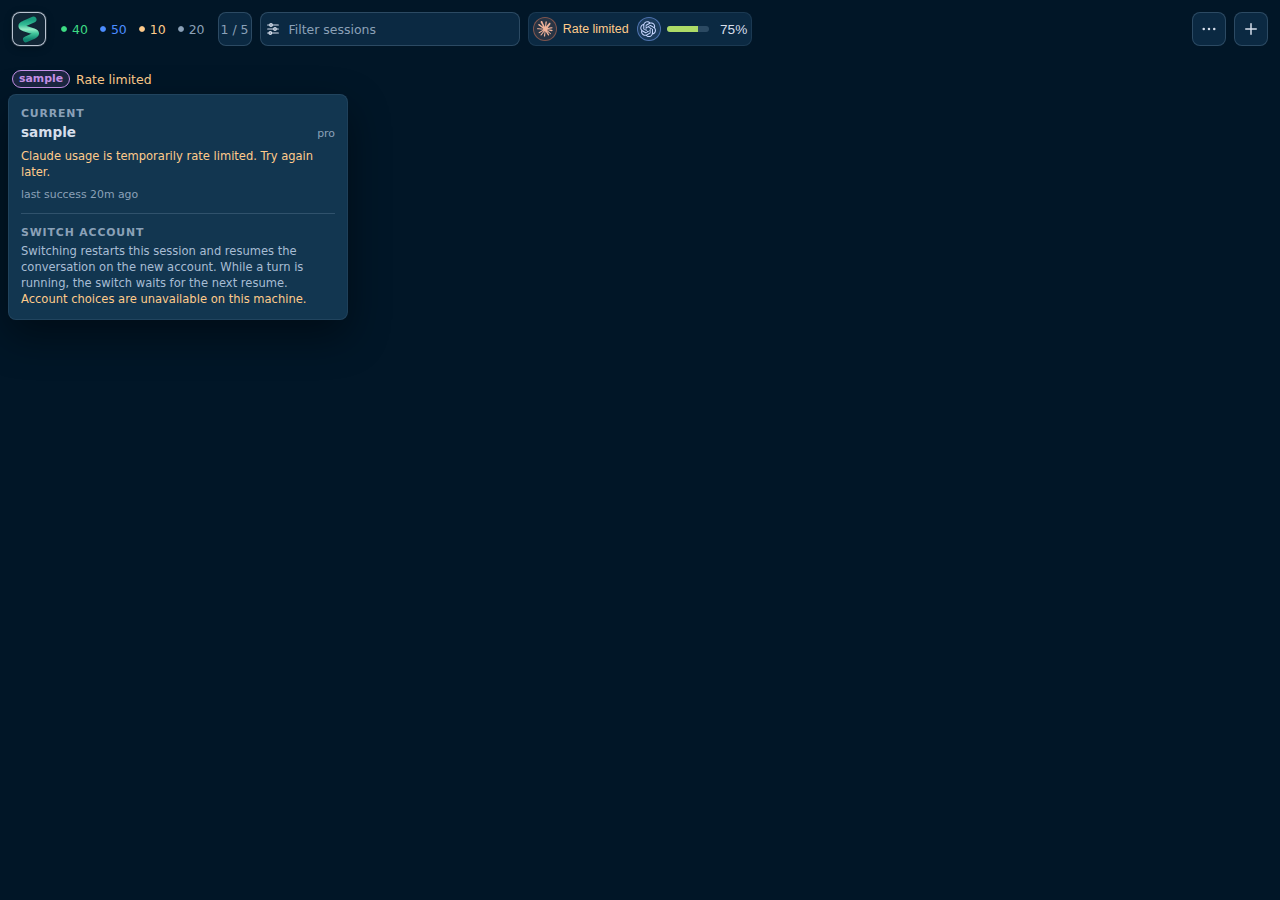 40 50 10 20 1 / 5 Filter sessions Rate limited 75%
sample Rate limited
CURRENT
sample pro
Claude usage is temporarily rate limited. Try again
later.
last success 20m ago
SWITCH ACCOUNT
Switching restarts this session and resumes the
conversation on the new account. While a turn is
running, the switch waits for the next resume.
Account choices are unavailable on this machine.